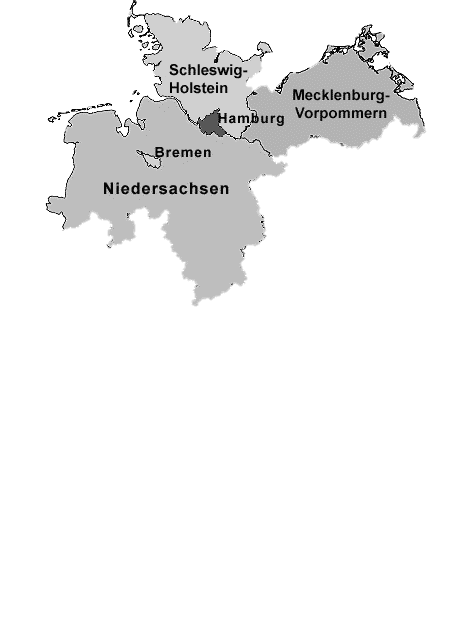 Schleswig-
Holstein
Mecklenburg-
Vorpommern
Hamburg
Bremen
Niedersachsen